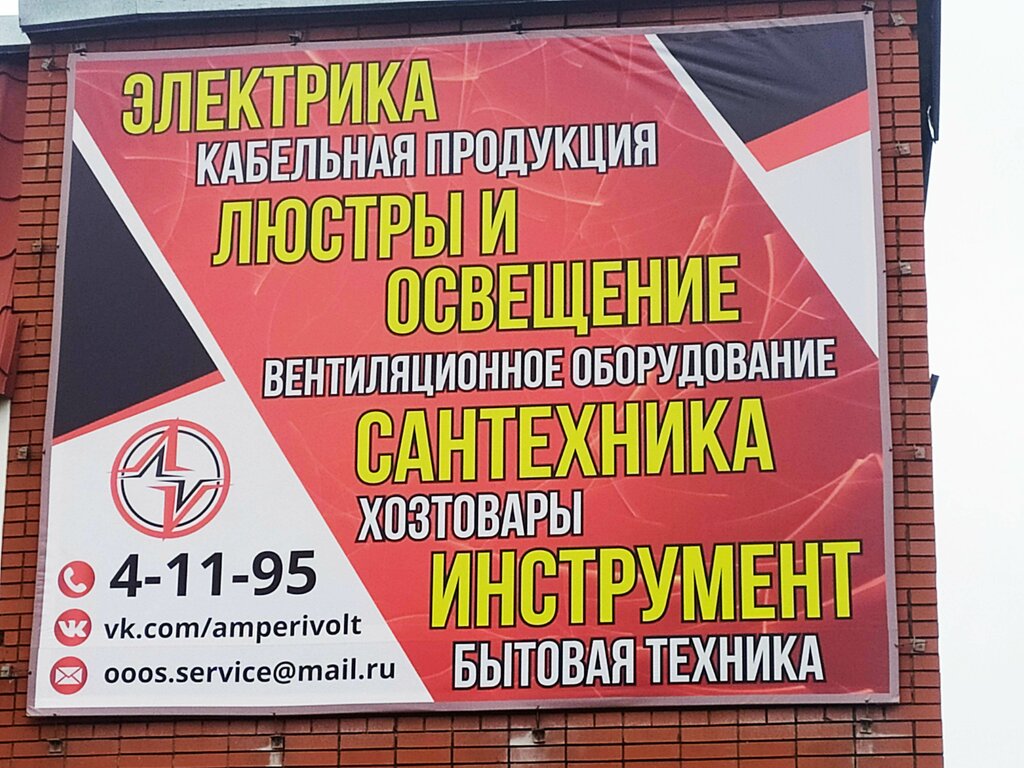 ЭЛЕКТРИКА
КАБЕЛЬНАЯ ПРОДУКЦИЯ
ЛЮСТРЫ И
ОСВЕЩЕНИЕ
ВЕНТИЛЯЦИОННОЕ ОБОРУДОВАНИЕ
САНТЕХНИКА
ХОЗТОВАРЫ
ИНСТРУМЕНТ
БЫТОВАЯ ТЕХНИКА
4-11-95
vk.com/amperivolt
ooos.service@mail.ru